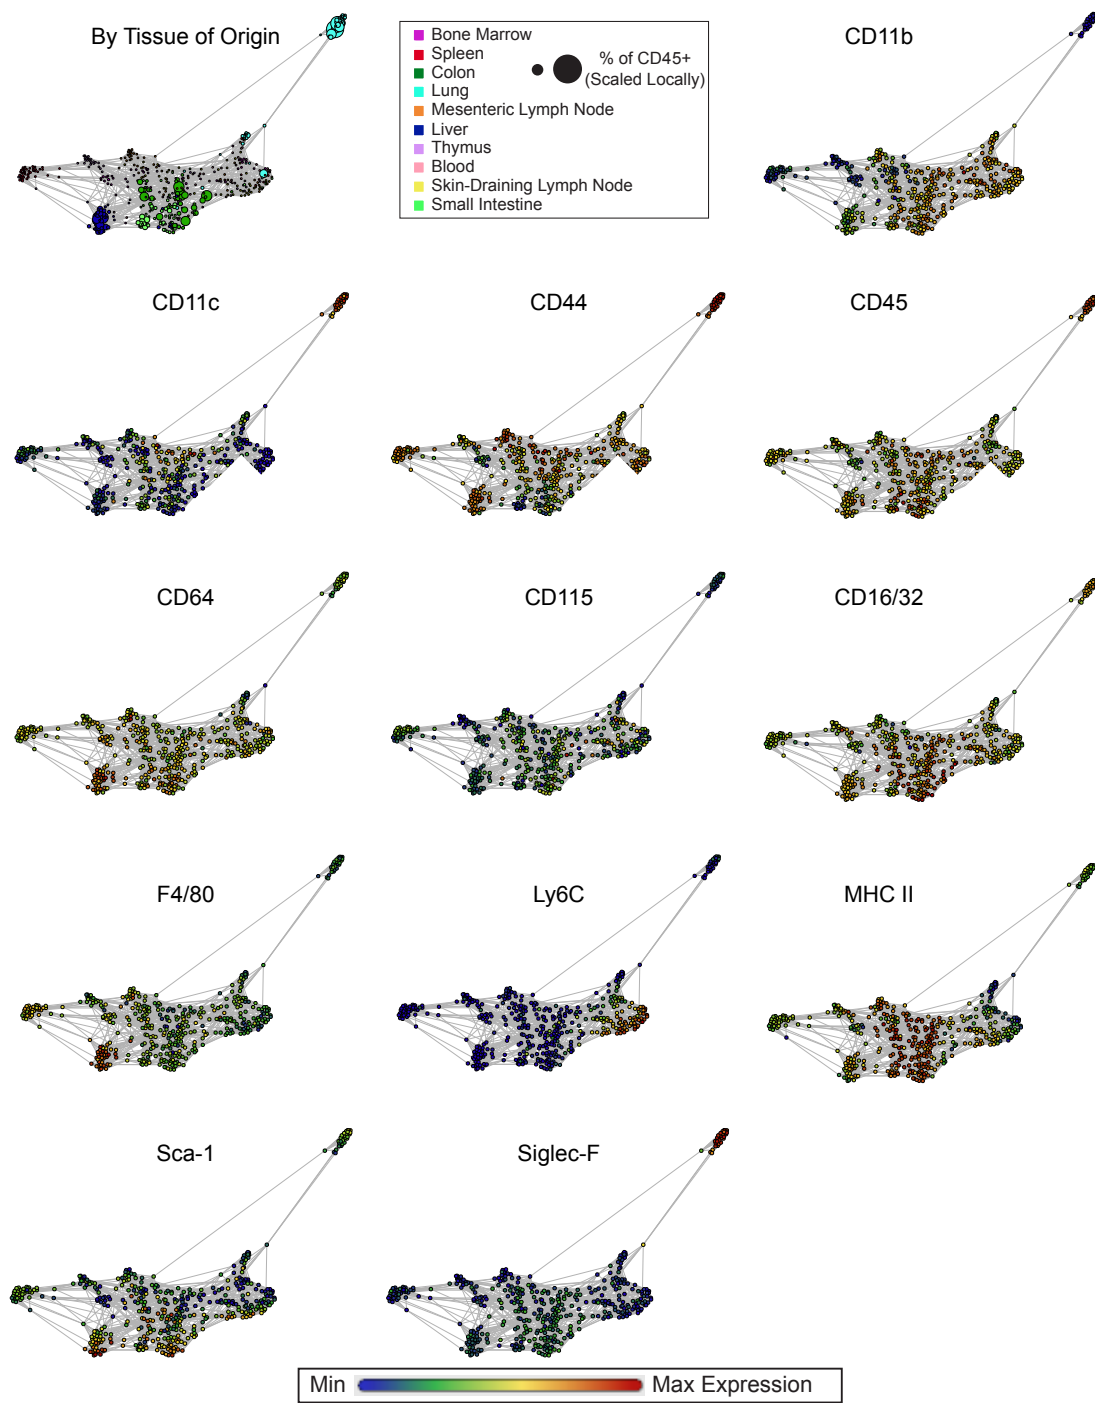 By Tissue of Origin
Bone Marrow
Spleen
Colon
Lung
Mesenteric Lymph Node
Liver
Thymus
Blood
Skin-Draining Lymph Node
Small Intestine
% of CD45+
(Scaled Locally)
CD11b
CD11c
CD44
CD45
CD64
CD115
CD16/32
F4/80
Ly6C
MHC II
Sca-1
Siglec-F
Min
Max Expression